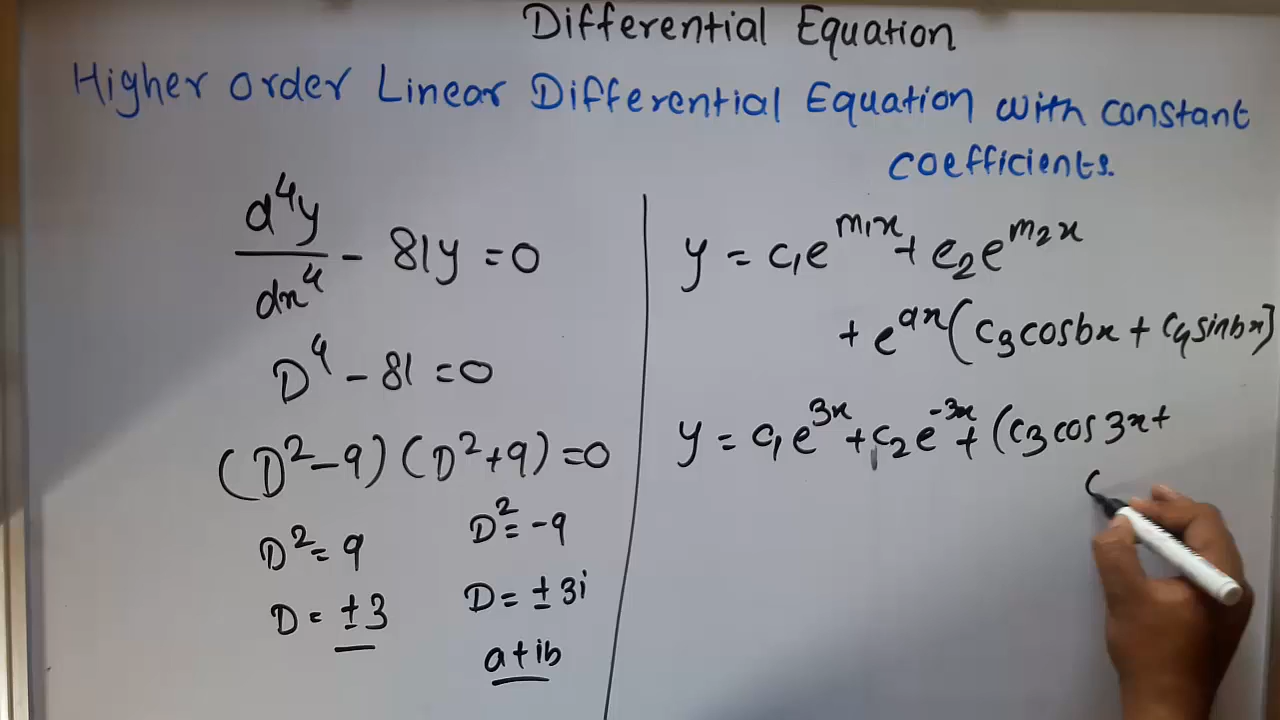 Differential Equation
Higher order Linear Differential Equation with constant
coefficients.
d⁴y/dx⁴ - 81y = 0
D⁴ - 81 = 0
(D² - 9) (D² + 9) = 0
D² = 9
D = ±3
D² = -9
D = ±3i
a+ib
y = c₁e^m₁x + c₂e^m₂x
+ e^ax (c₃cosbx + c₄sinbx]
y = c₁e^3x + c₂e^-3x + (c₃cos3x +
c